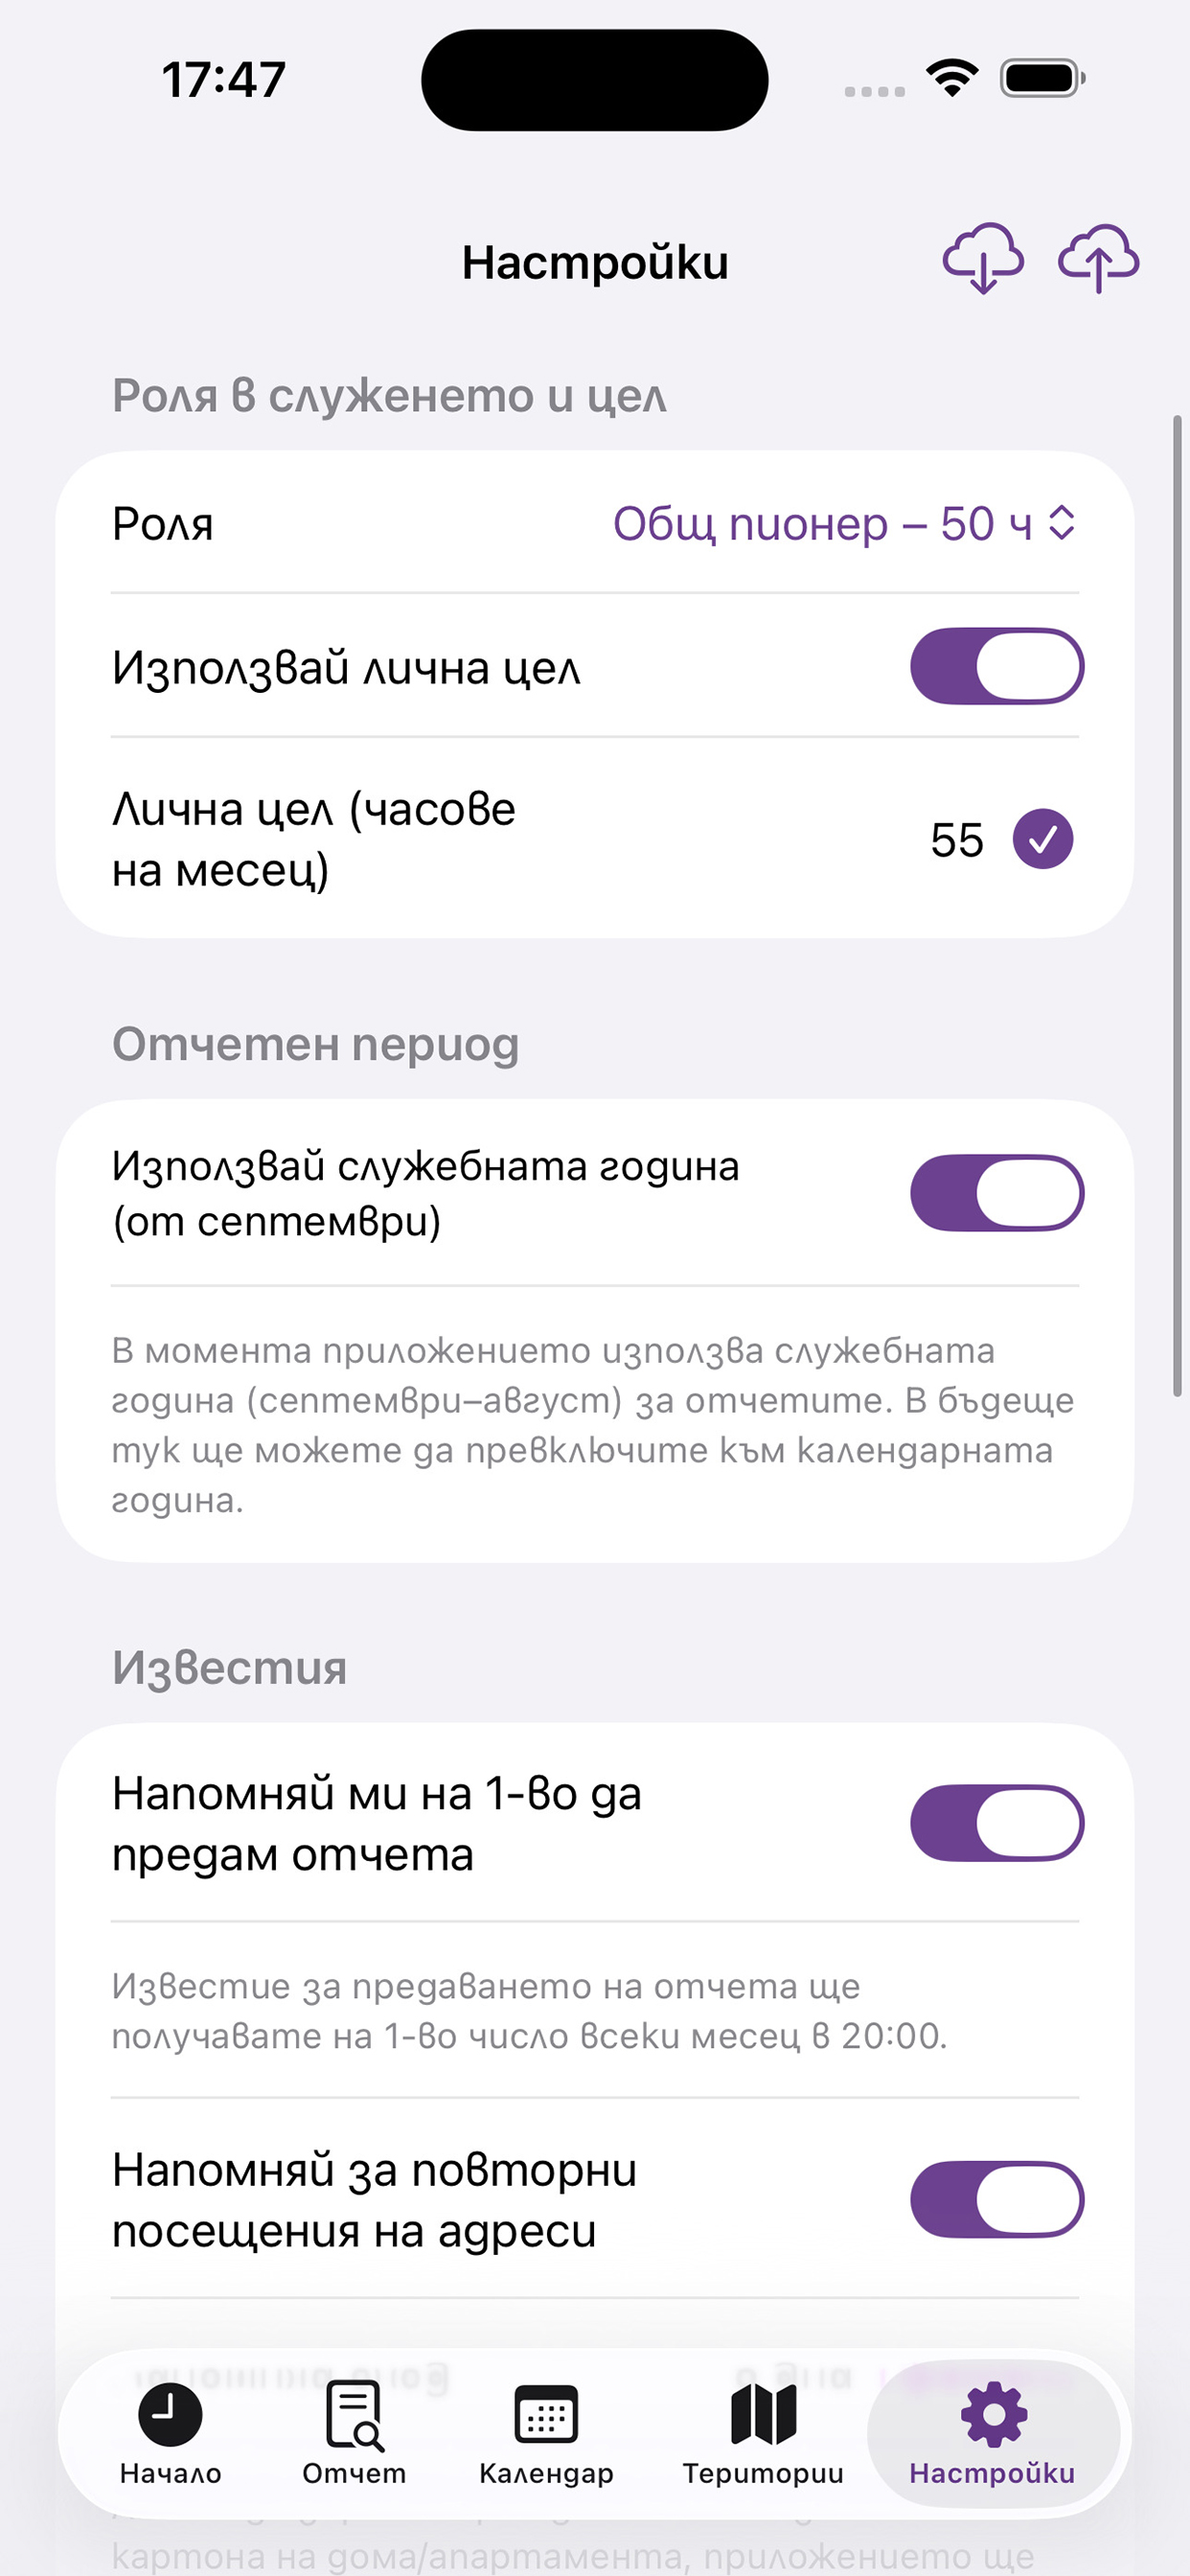 17:47
Настройки
Роля в служенето и цел
Роля
Общ пионер – 50 ч
Използвай лична цел
Лична цел (часове
на месец)
55
Отчетен период
Използвай служебната година
(от септември)
В момента приложението използва служебната
година (септември–август) за отчетите. В бъдеще
тук ще можете да превключите към календарната
година.
Известия
Напомняй ми на 1-во да
предам отчета
Известие за предаването на отчета ще
получавате на 1-во число всеки месец в 20:00.
Напомняй за повторни
посещения на адреси
Начало
Отчет
Календар
Територии
Настройки
картона на дома/апартамента, приложението ще